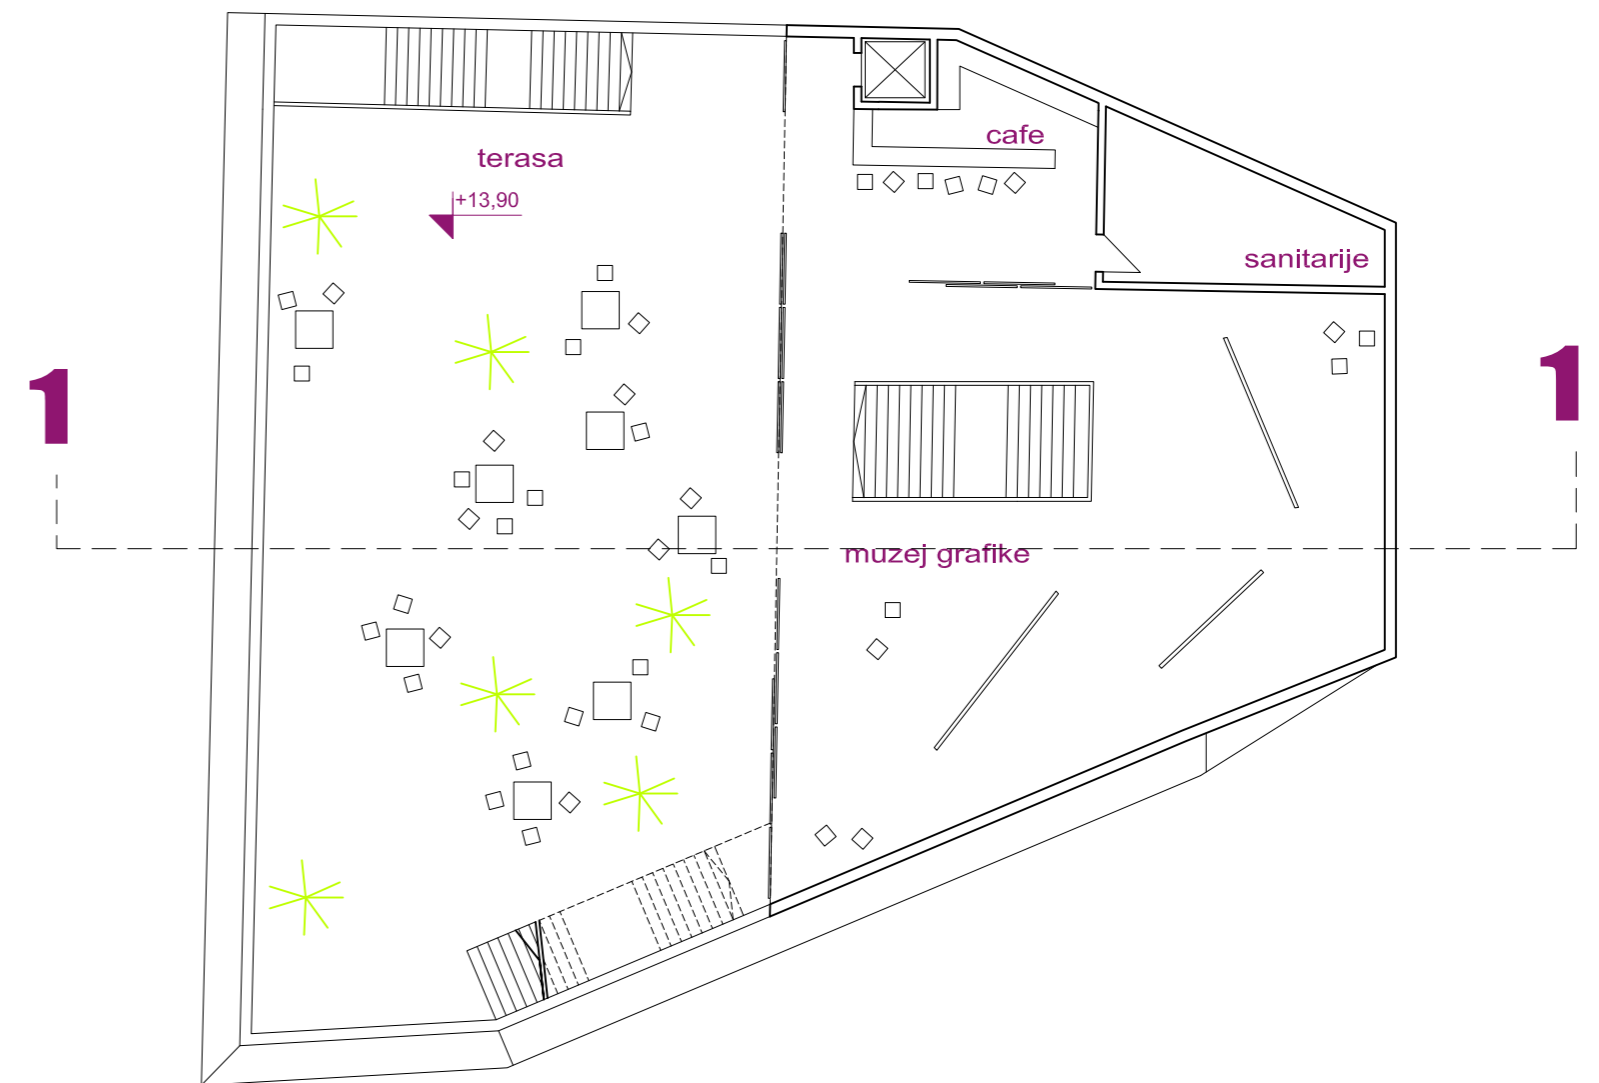 cafe
terasa
+13,90
sanitarije
1
1
muzej grafike